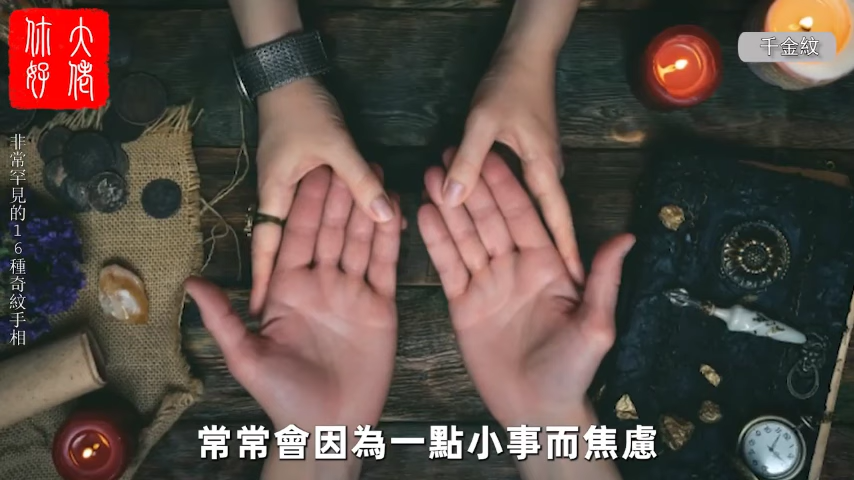 大佬
休好
千金紋
非常罕見的16種奇紋手相
常常會因為一點小事而焦慮